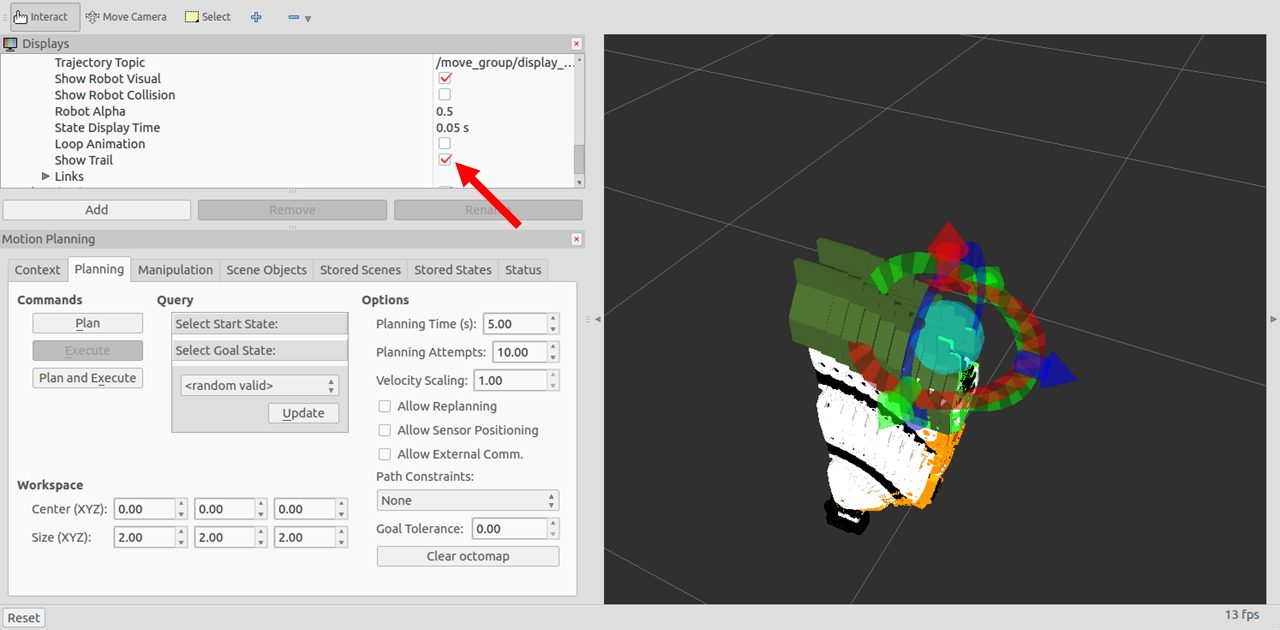 Interact Move Camera Select
Displays
Trajectory Topic /move_group/display_...
Show Robot Visual
Show Robot Collision
Robot Alpha 0.5
State Display Time 0.05 s
Loop Animation
Show Trail
Links
Add Remove Rename
Motion Planning
Context Planning Manipulation Scene Objects Stored Scenes Stored States Status
Commands
Plan
Execute
Plan and Execute
Query
Select Start State:
Select Goal State:
<random valid>
Update
Options
Planning Time (s): 5.00
Planning Attempts: 10.00
Velocity Scaling: 1.00
Allow Replanning
Allow Sensor Positioning
Allow External Comm.
Path Constraints:
None
Goal Tolerance: 0.00
Clear octomap
Workspace
Center (XYZ): 0.00 0.00 0.00
Size (XYZ): 2.00 2.00 2.00
Reset
13 fps